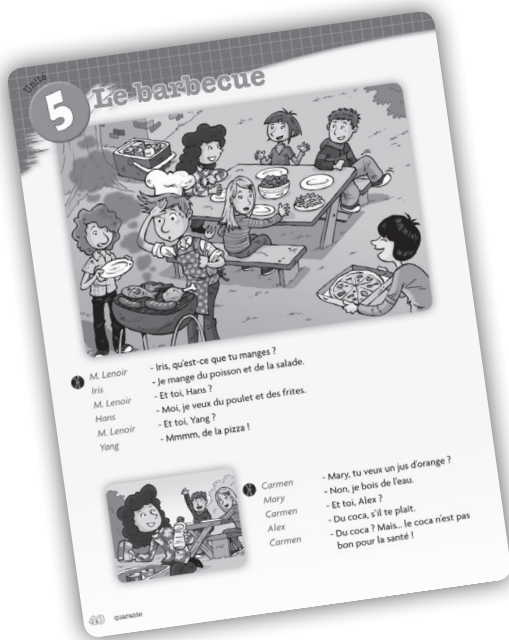 Unité
5
Le barbecue
M. Lenoir - Iris, qu'est-ce que tu manges ?
Iris - Je mange du poisson et de la salade.
M. Lenoir - Et toi, Hans ?
Hans - Moi, je veux du poulet et des frites.
M. Lenoir - Et toi, Yang ?
Yang - Mmmm, de la pizza !
Carmen - Mary, tu veux un jus d'orange ?
Mary - Non, je bois de l'eau.
Carmen - Et toi, Alex ?
Alex - Du coca, s'il te plaît.
Carmen - Du coca ? Mais... le coca n'est pas
bon pour la santé !
40 quarante